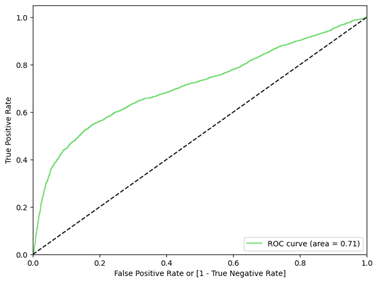 1.0
0.8
0.6
0.4
0.2
0.0
True Positive Rate
ROC curve (area = 0.71)
0.0 0.2 0.4 0.6 0.8 1.0
False Positive Rate or [1 - True Negative Rate]